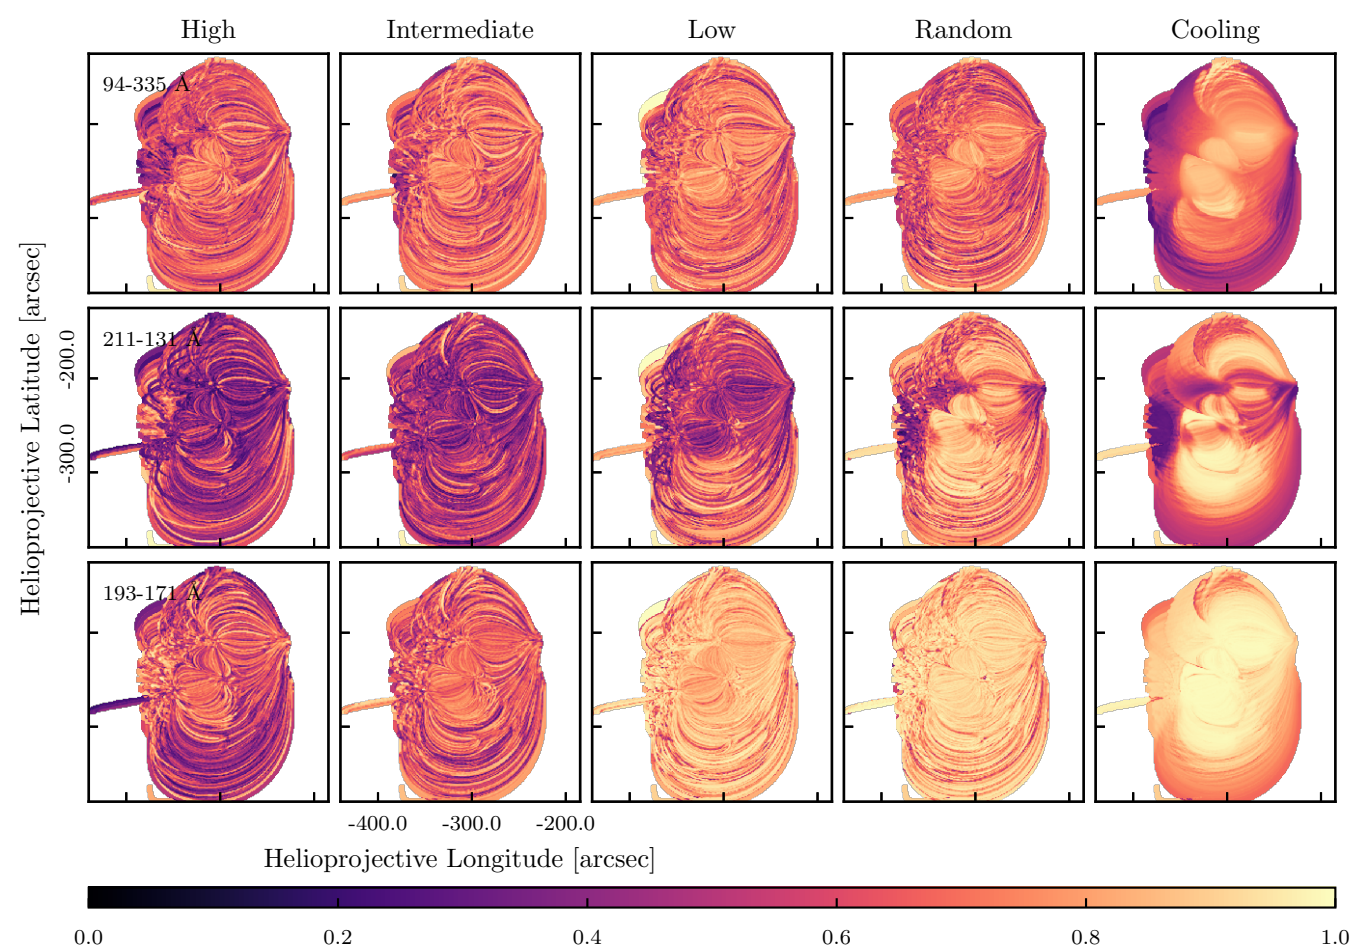 High Intermediate Low Random Cooling
94-335 Å
Helioprojective Latitude [arcsec]
-200.0
211-131 Å
-300.0
193-171 Å
-400.0 -300.0 -200.0
Helioprojective Longitude [arcsec]
0.0 0.2 0.4 0.6 0.8 1.0